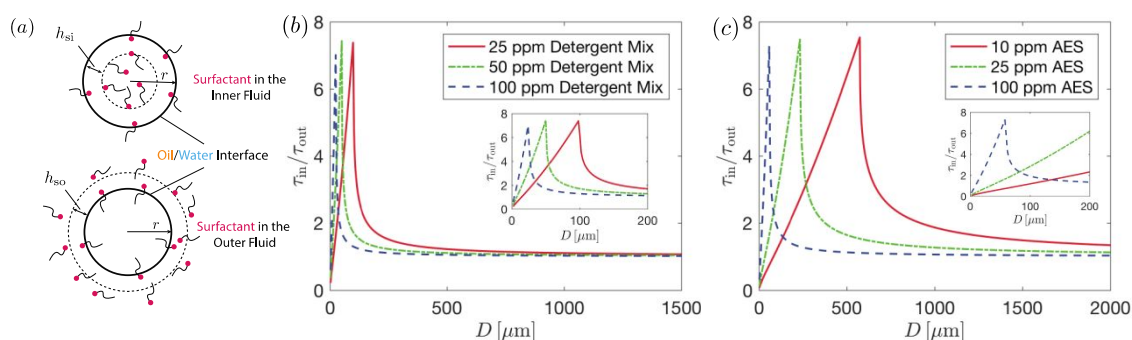 (a)
h_si
r
Surfactant in the
Inner Fluid
Oil/Water Interface
h_so
r
Surfactant in the
Outer Fluid
(b)
τ_in/τ_out
8
6
4
2
0
25 ppm Detergent Mix
50 ppm Detergent Mix
100 ppm Detergent Mix
τ_in/τ_out
8
6
4
2
0
0 100 200
D [μm]
0 500 1000 1500
D [μm]
(c)
τ_in/τ_out
8
6
4
2
0
10 ppm AES
25 ppm AES
100 ppm AES
τ_in/τ_out
8
6
4
2
0
0 100 200
D [μm]
0 500 1000 1500 2000
D [μm]